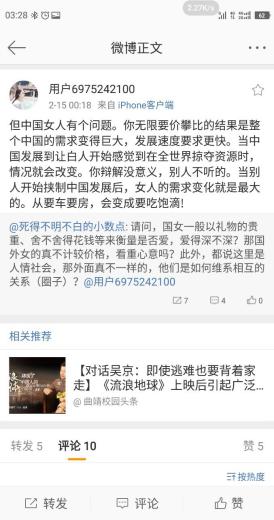 03:28
2.27K/s
62
微博正文
用户6975242100
2-15 00:18 来自 iPhone客户端
但中国女人有个问题。你无限要价攀比的结果是整
个中国的需求变得巨大,发展速度要求更快。当中
国发展到让白人开始感觉到在全世界掠夺资源时,
情况就会改变。你辩解没意义,别人不听的。当别
人开始挟制中国发展后,女人的需求变化就是最大
的。从要车要房,会变成要吃饱滴!
@死得不明不白的小数点: 请问,国女一般以礼物的贵
重、舍不舍得花钱等来衡量是否爱,爱得深不深?那国
外女的真不计较价格,看重心意吗?此外,都说这里是
人情社会,那外面真不一样的,他们是如何维系相互的
关系(圈子)?@用户6975242100
7 4 0
相关推荐
【对话吴京:即使逃难也要背着
家走】《流浪地球》上映后引起广泛...
@ 曲靖校园头条
转发 5 评论 10 赞 5
按热度
转发 评论 赞